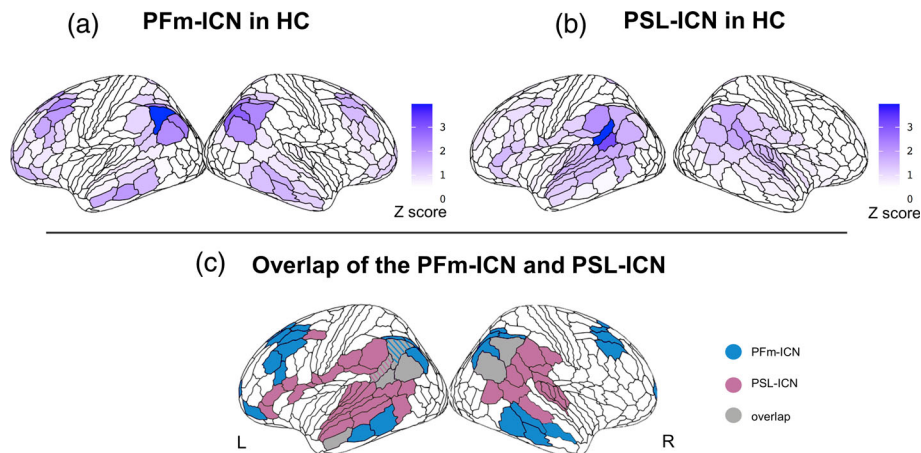 (a) PFm-ICN in HC
(b) PSL-ICN in HC
3
2
1
0
Z score
3
2
1
0
Z score
(c) Overlap of the PFm-ICN and PSL-ICN
PFm-ICN
PSL-ICN
overlap
L
R